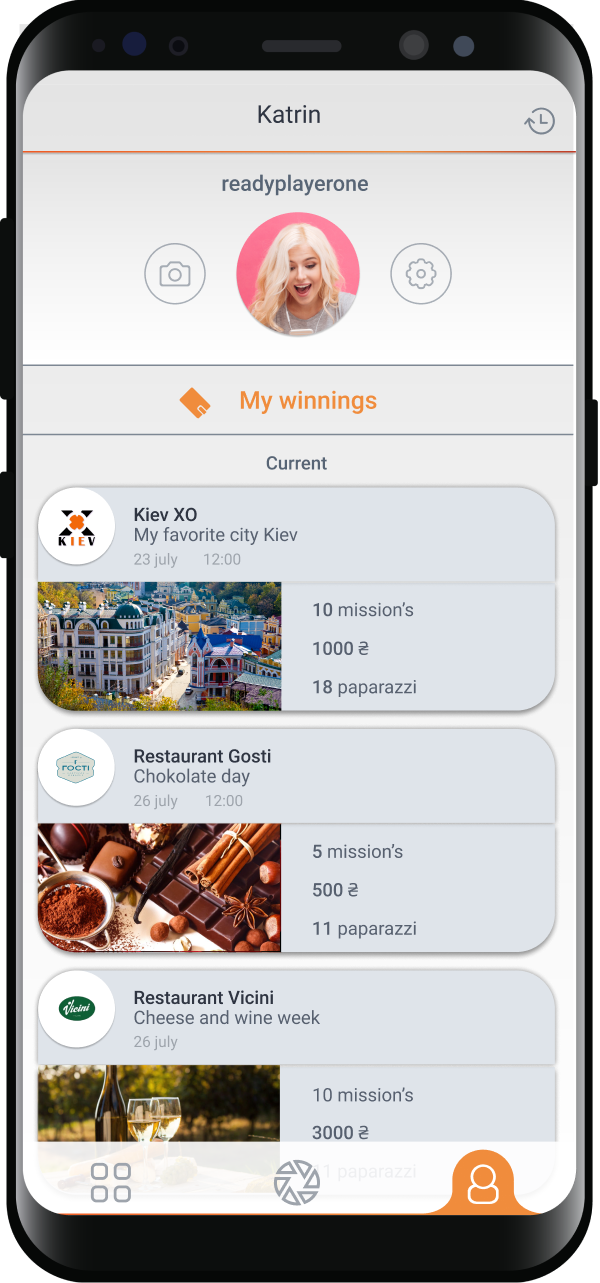 Katrin
readyplayerone
My winnings
Current
KIEV
Kiev XO
My favorite city Kiev
23 july 12:00
10 mission’s
1000 ₴
18 paparazzi
ГОСТІ
Restaurant Gosti
Chokolate day
26 july 12:00
5 mission’s
500 ₴
11 paparazzi
Vicini
Restaurant Vicini
Cheese and wine week
26 july
10 mission’s
3000 ₴
11 paparazzi